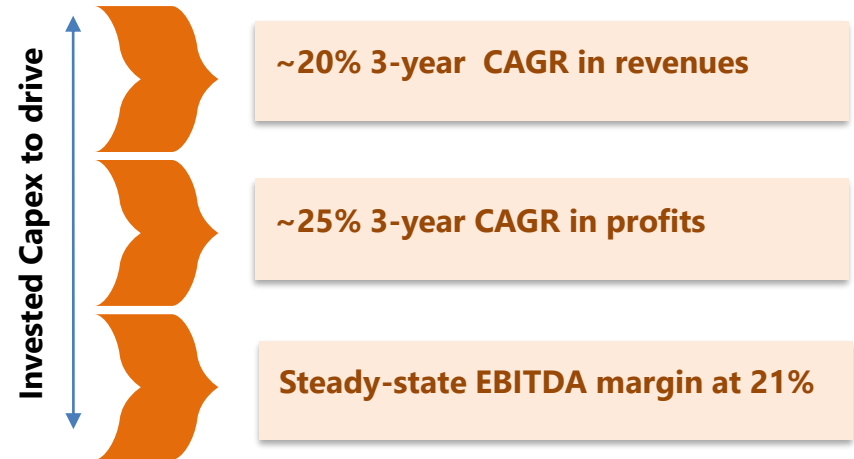 Invested Capex to drive
~20% 3-year CAGR in revenues
~25% 3-year CAGR in profits
Steady-state EBITDA margin at 21%